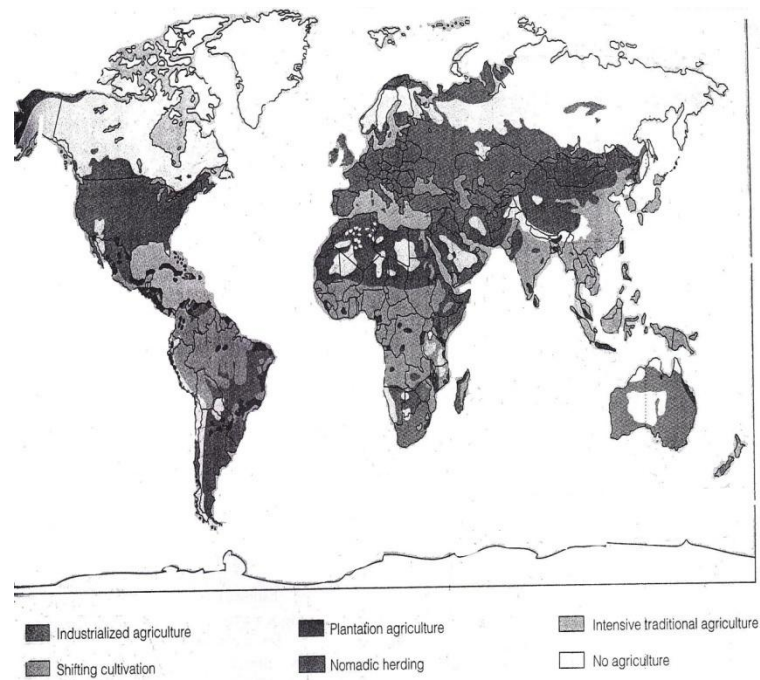 Industrialized agriculture
Plantation agriculture
Intensive traditional agriculture
Shifting cultivation
Nomadic herding
No agriculture